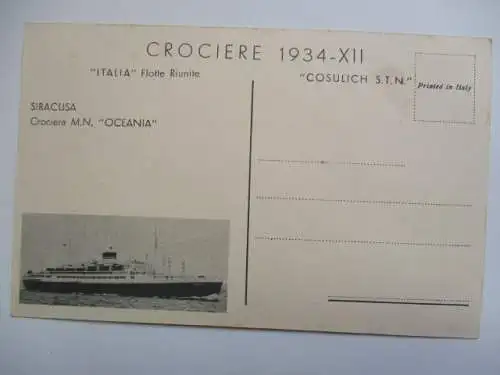 CROCIERE 1934-XII
"ITALIA" Flotte Riunite
"COSULICH S.T.N."
Printed in Italy
SIRACUSA
Crociera M.N. "OCEANIA"